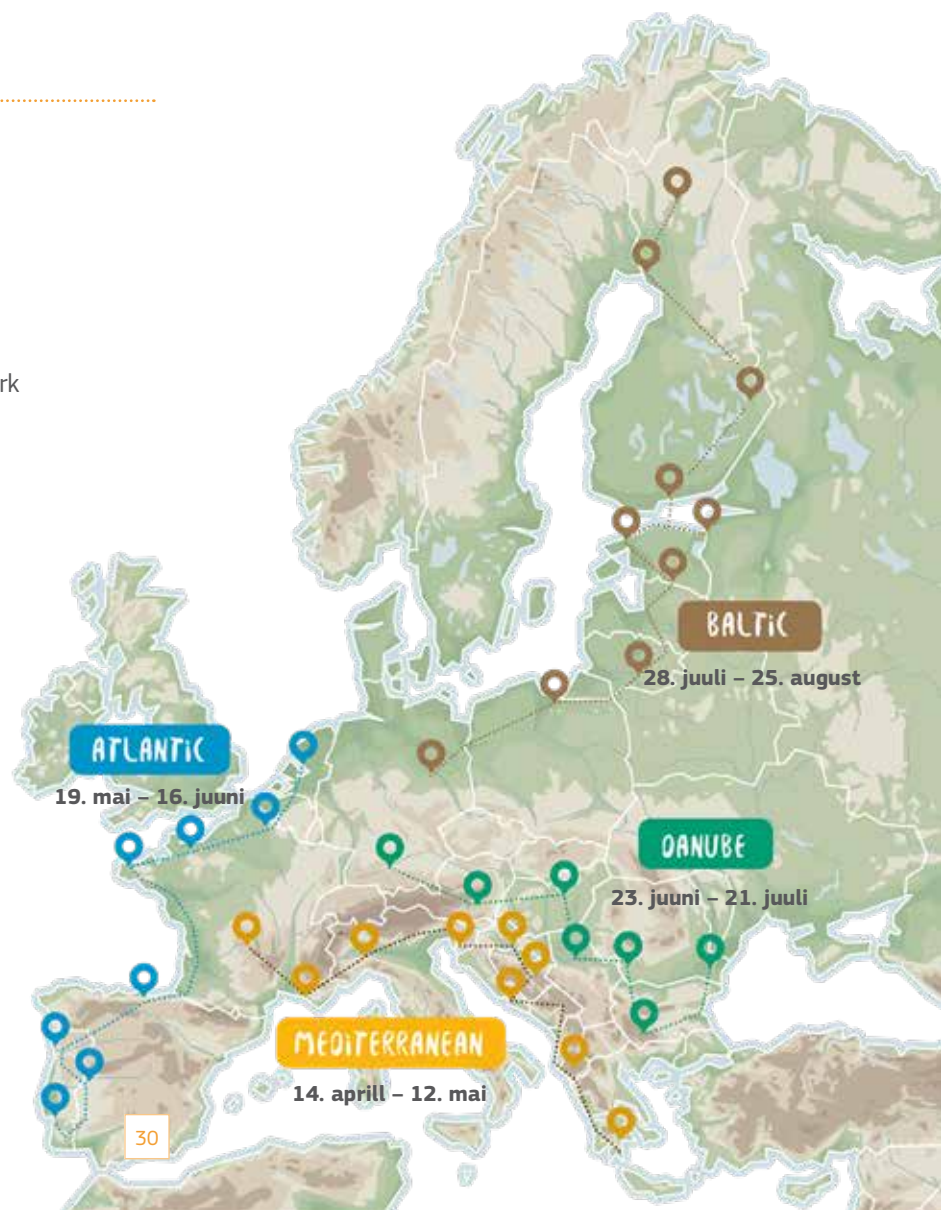 rk
BALTIC
28. juuli – 25. august
ATLANTIC
19. mai – 16. juuni
DANUBE
23. juuni – 21. juuli
MEDITERRANEAN
14. aprill – 12. mai
30